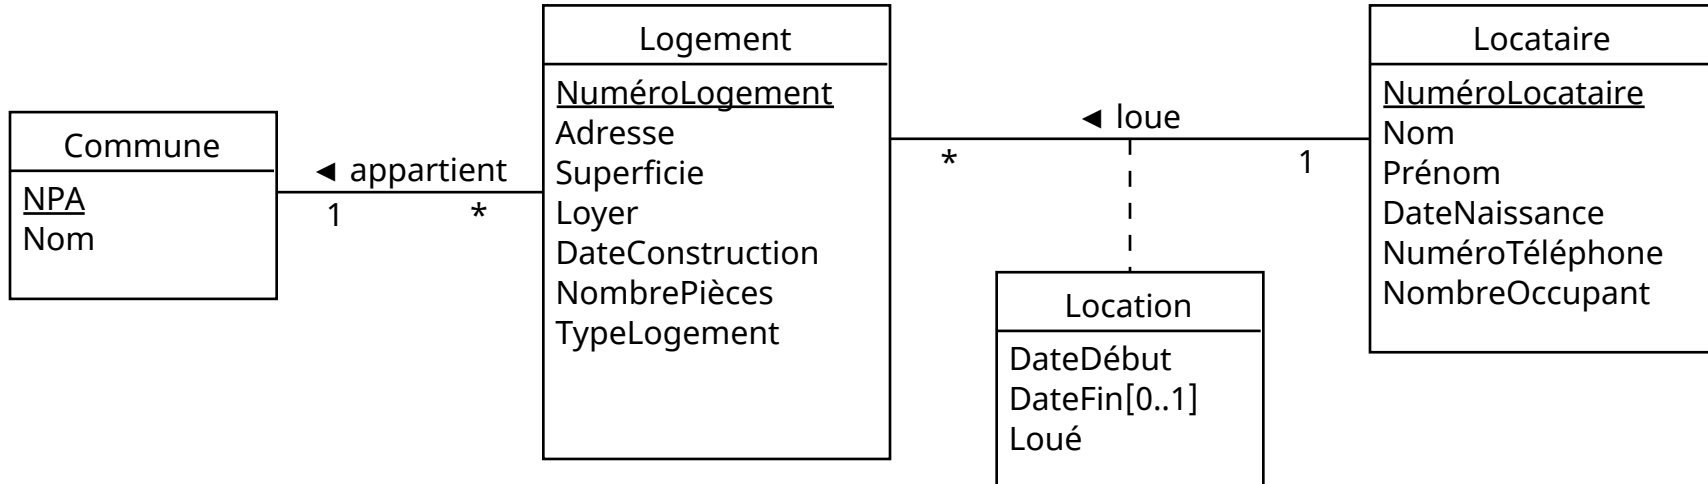 Commune
NPA
Nom
◄ appartient
1
*
Logement
NuméroLogement
Adresse
Superficie
Loyer
DateConstruction
NombrePièces
TypeLogement
◄ loue
*
1
Location
DateDébut
DateFin[0..1]
Loué
Locataire
NuméroLocataire
Nom
Prénom
DateNaissance
NuméroTéléphone
NombreOccupant